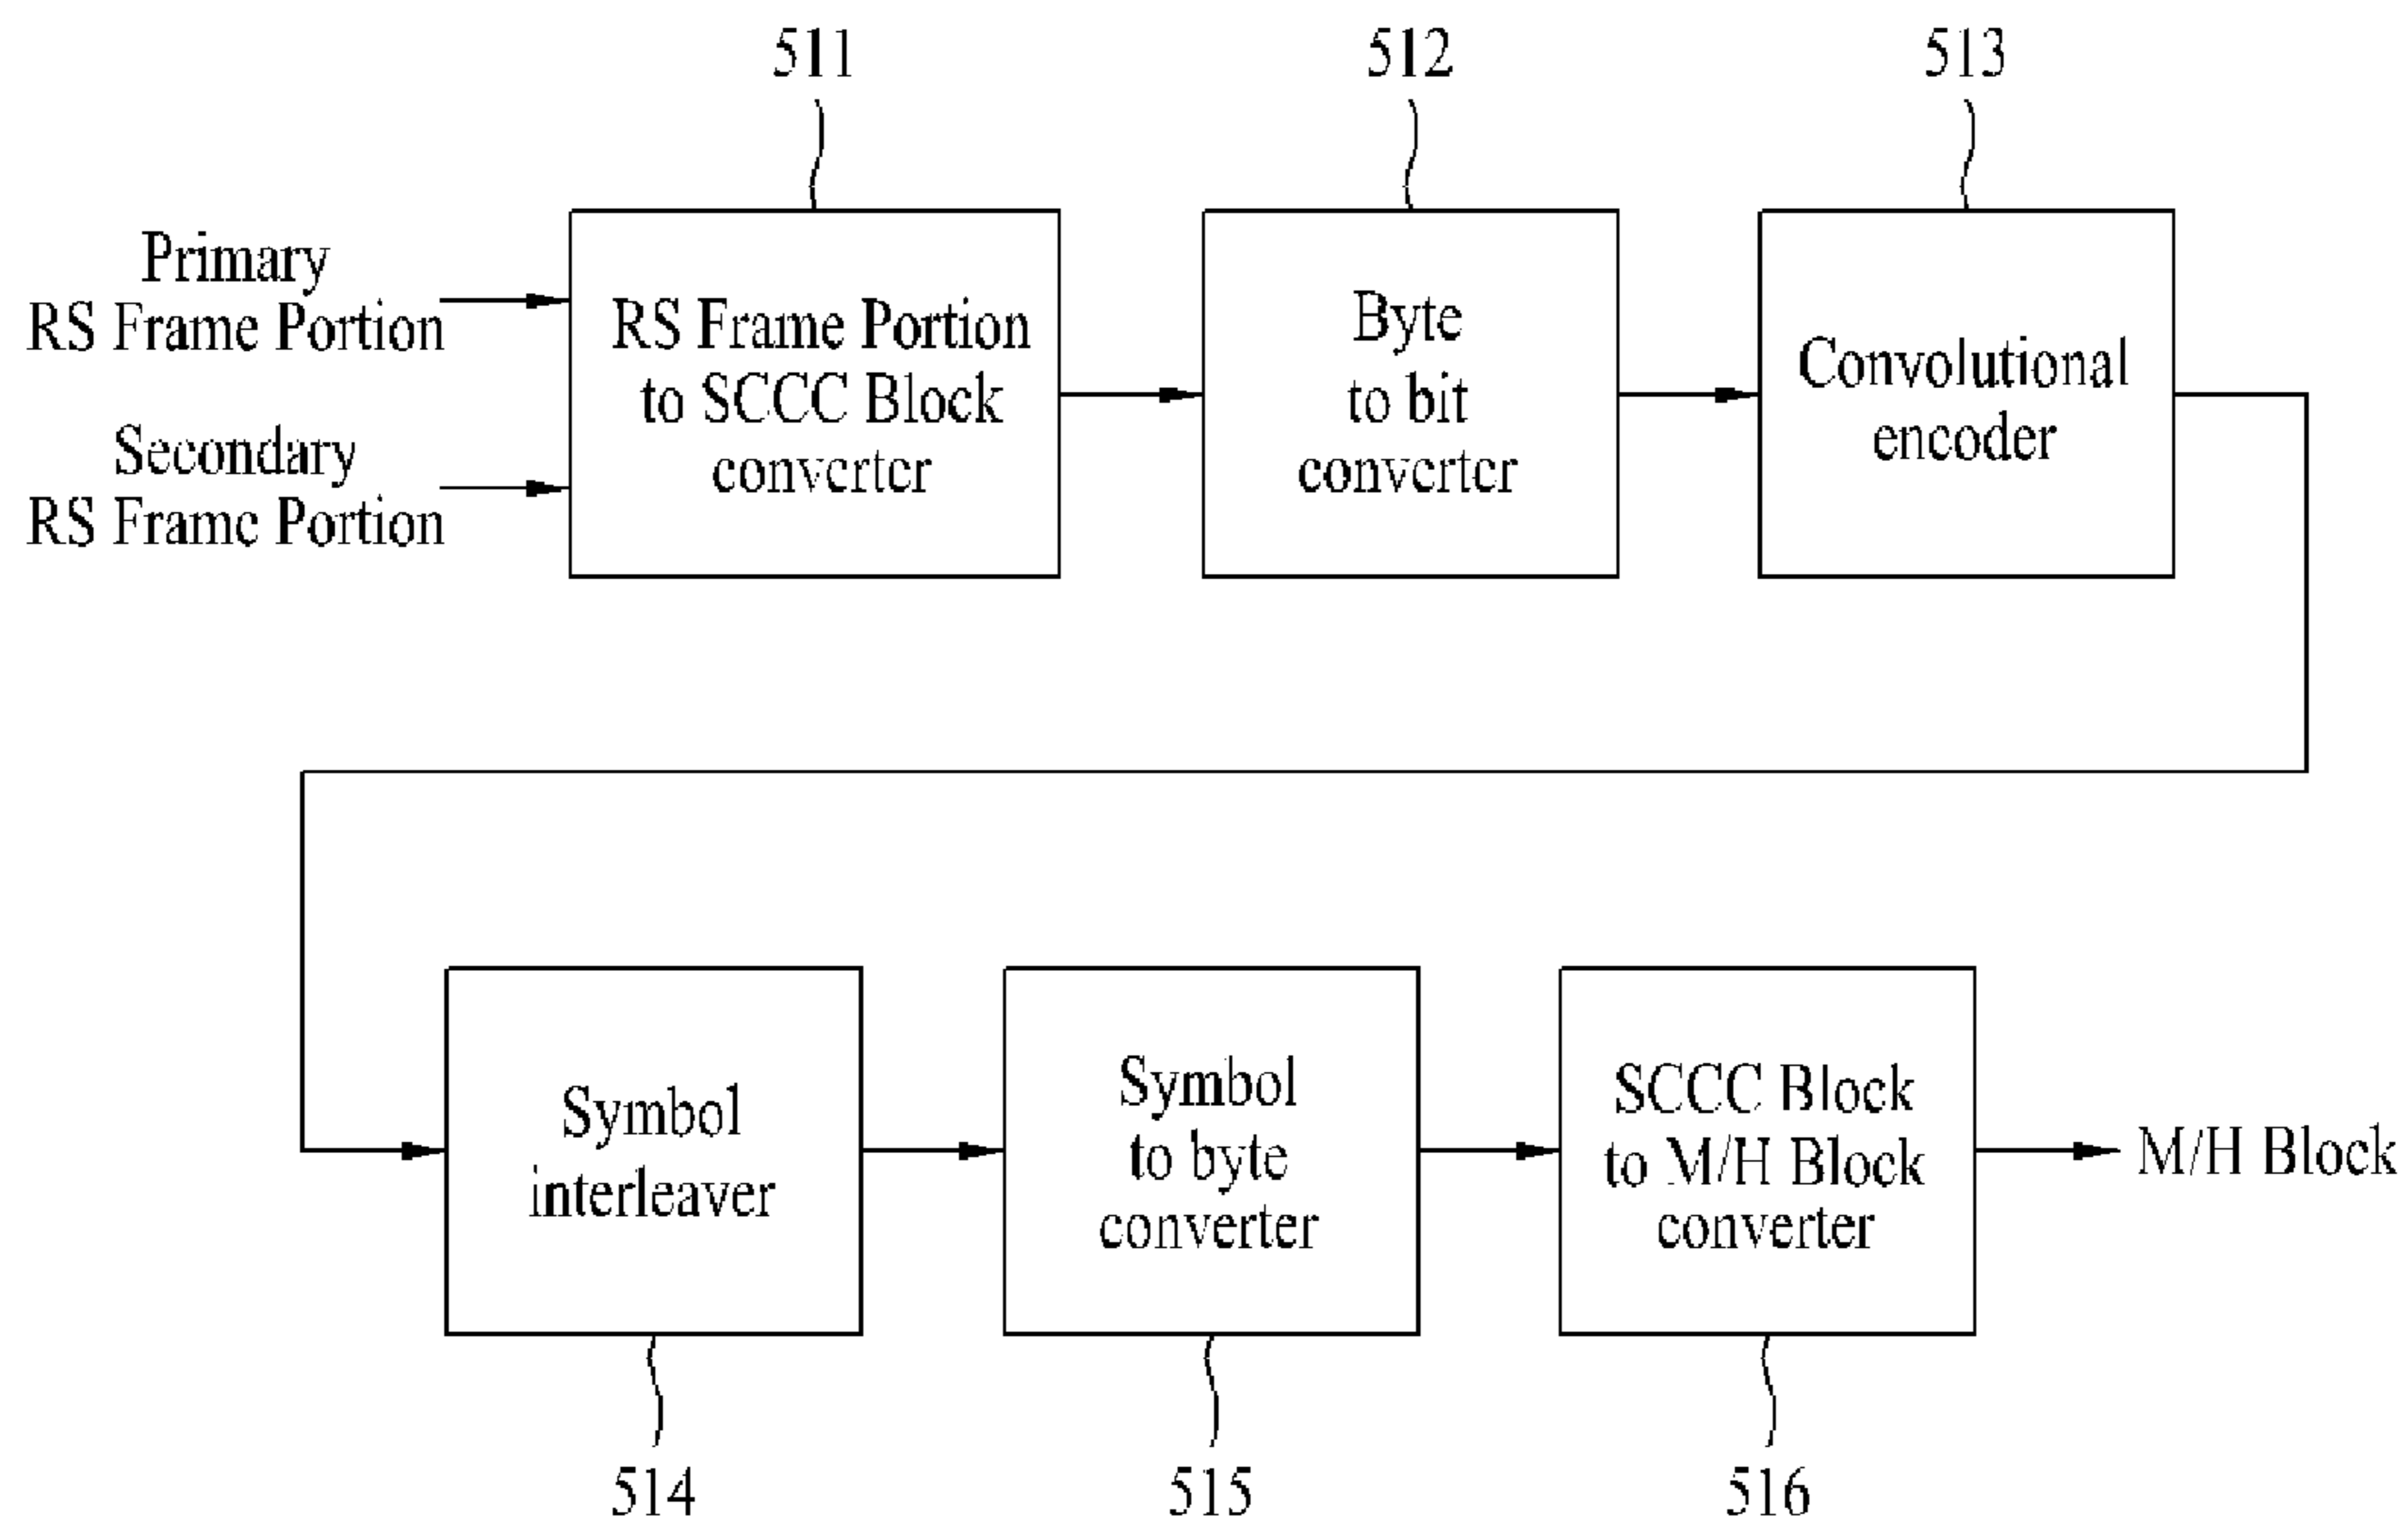 511
512
513
Primary
RS Frame Portion
Secondary
RS Frame Portion
RS Frame Portion
to SCCC Block
converter
Byte
to bit
converter
Convolutional
encoder
Symbol
interleaver
Symbol
to byte
converter
SCCC Block
to M/H Block
converter
M/H Block
514
515
516